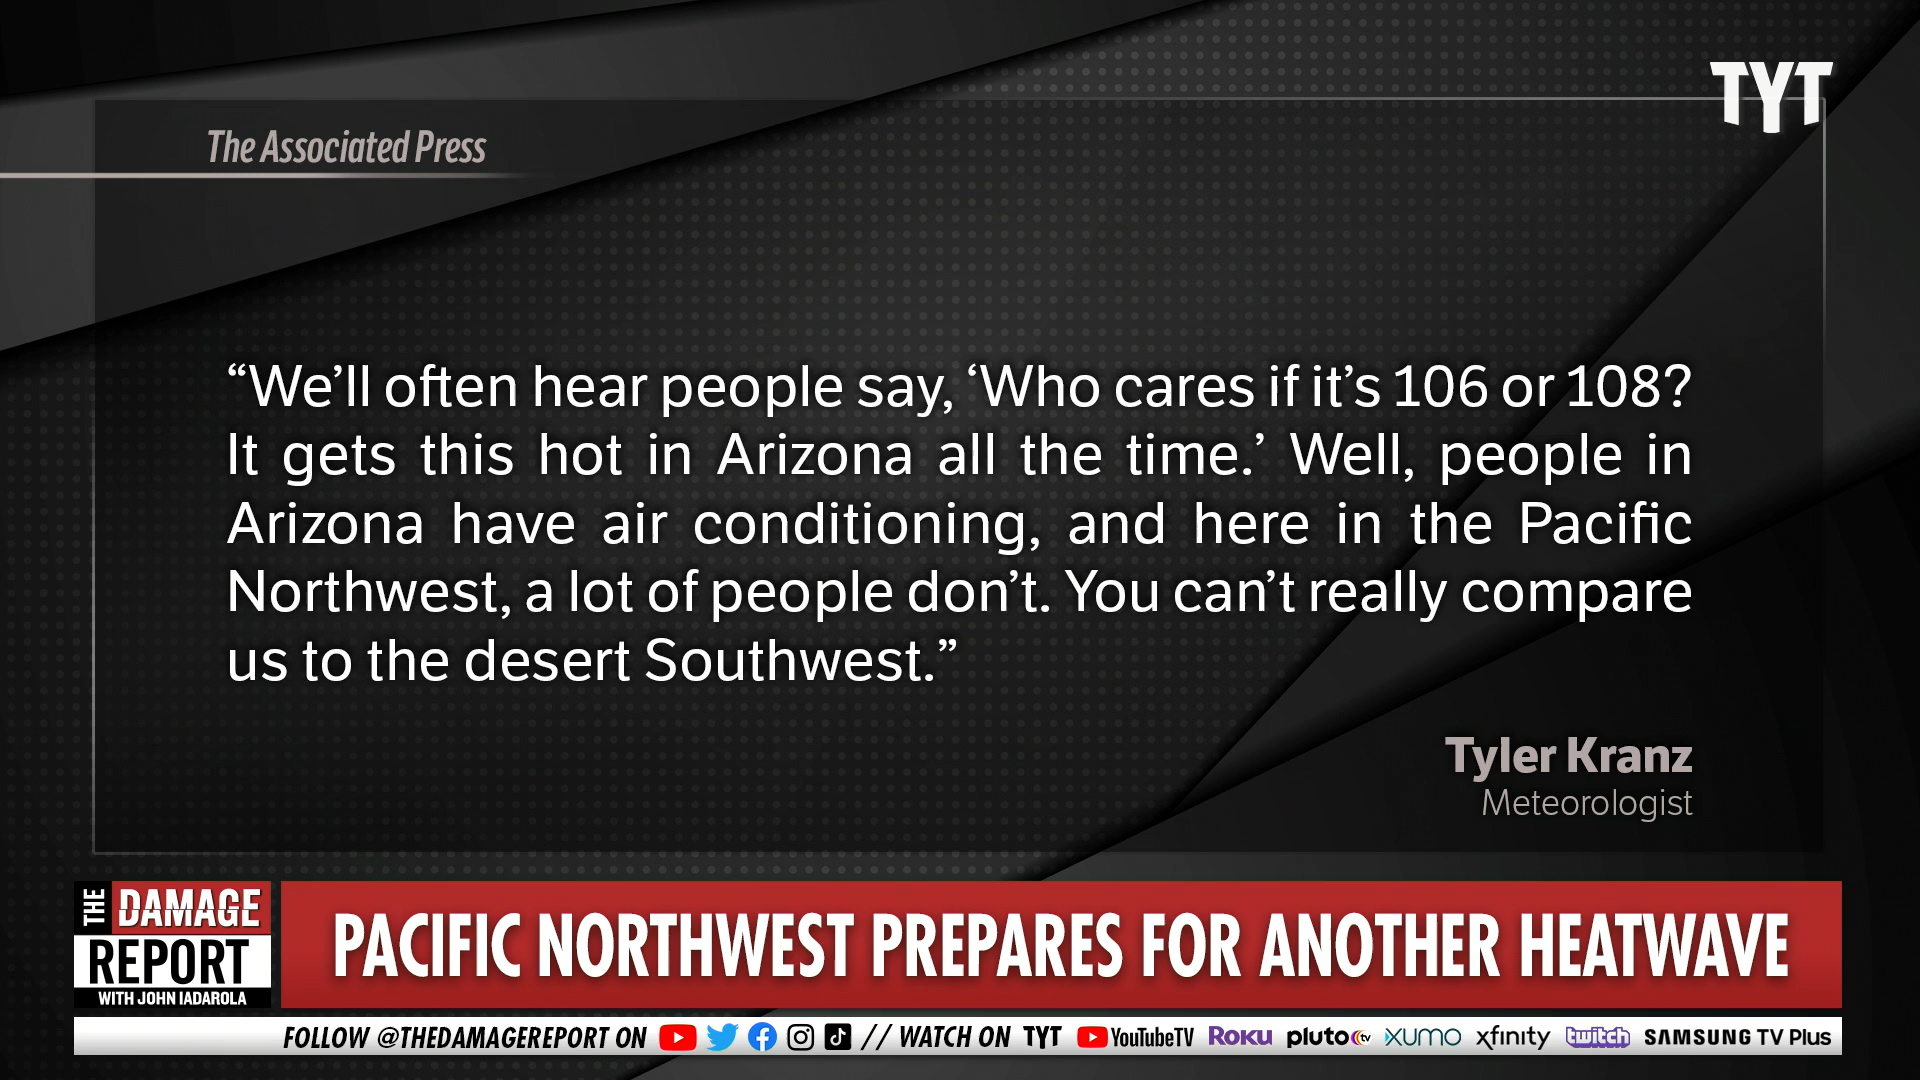 TYT
The Associated Press
“We’ll often hear people say, ‘Who cares if it’s 106 or 108?
It gets this hot in Arizona all the time.’ Well, people in
Arizona have air conditioning, and here in the Pacific
Northwest, a lot of people don’t. You can’t really compare
us to the desert Southwest.”
Tyler Kranz
Meteorologist
THE DAMAGE
REPORT
WITH JOHN IADAROLA
PACIFIC NORTHWEST PREPARES FOR ANOTHER HEATWAVE
FOLLOW @THEDAMAGEREPORT ON // WATCH ON TYT YouTubeTV ROKU pluto tv XUMO xfinity twitch SAMSUNG TV Plus